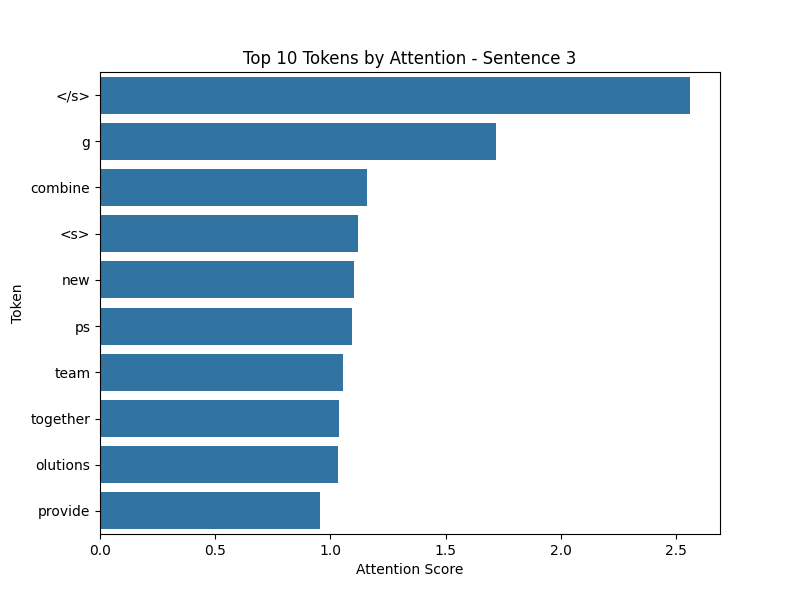 Top 10 Tokens by Attention - Sentence 3
</s>
g
combine
<s>
new
ps
team
together
olutions
provide
Token
0.0 0.5 1.0 1.5 2.0 2.5
Attention Score